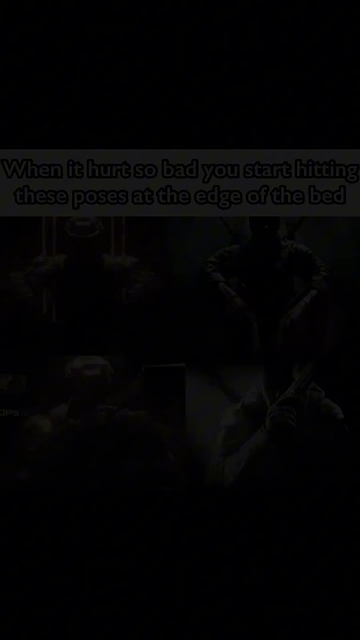 When it hurt so bad you start hitting
these poses at the edge of the bed